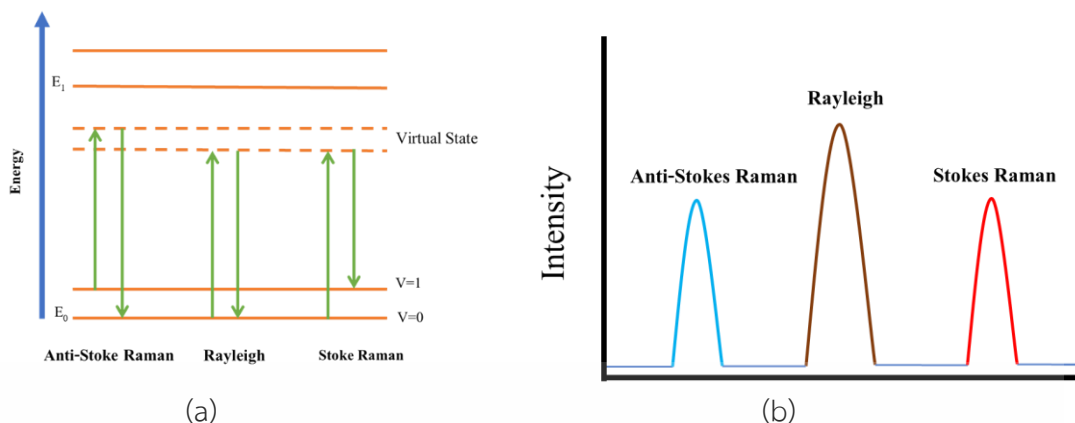 E1
Virtual State
Energy
V=1
E0
V=0
Anti-Stoke Raman
Rayleigh
Stoke Raman
(a)
Rayleigh
Anti-Stokes Raman
Stokes Raman
Intensity
(b)